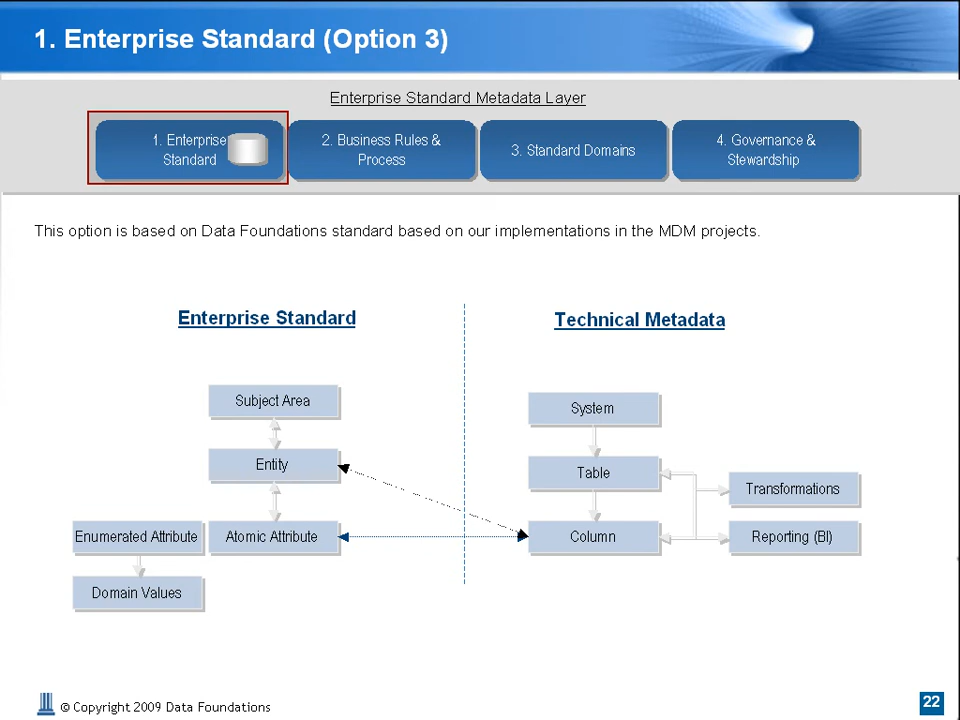 1. Enterprise Standard (Option 3)
Enterprise Standard Metadata Layer
1. Enterprise
Standard
2. Business Rules &
Process
3. Standard Domains
4. Governance &
Stewardship
This option is based on Data Foundations standard based on our implementations in the MDM projects.
Enterprise Standard
Technical Metadata
Subject Area
System
Entity
Table
Transformations
Enumerated Attribute
Atomic Attribute
Column
Reporting (BI)
Domain Values
© Copyright 2009 Data Foundations
22